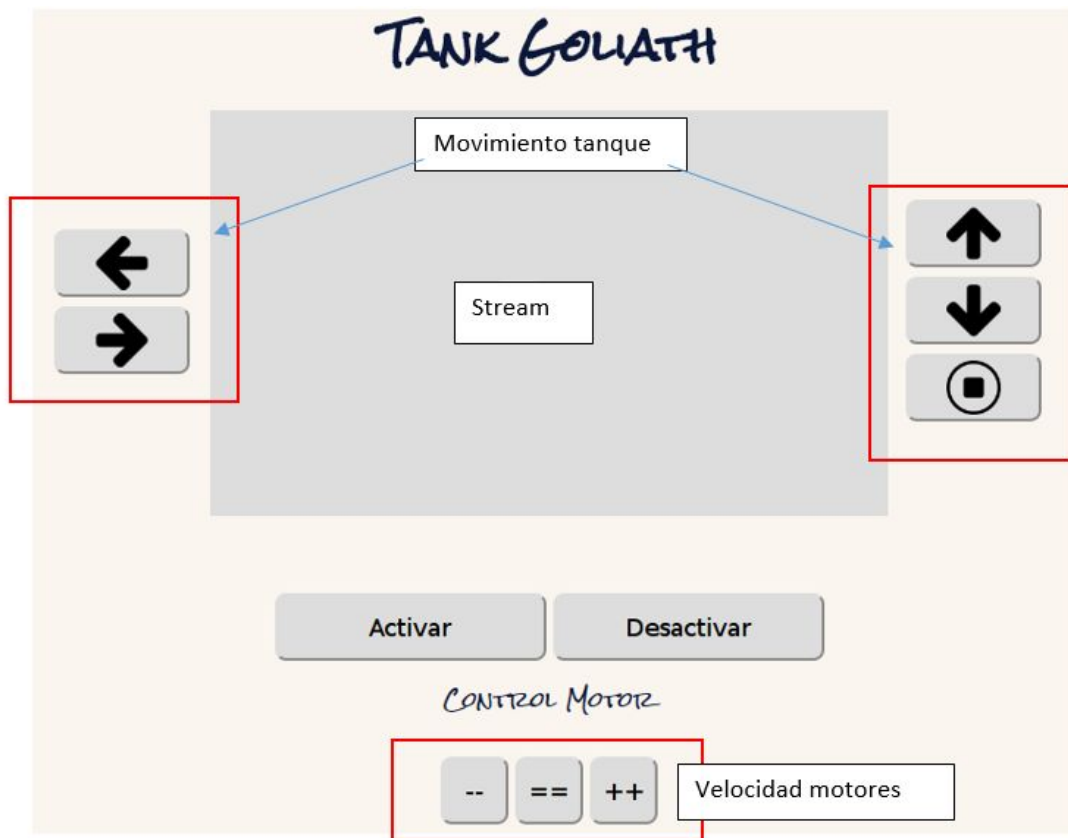 TANK GOLIATH
Movimiento tanque
Stream
Activar
Desactivar
CONTROL MOTOR
--
==
++
Velocidad motores